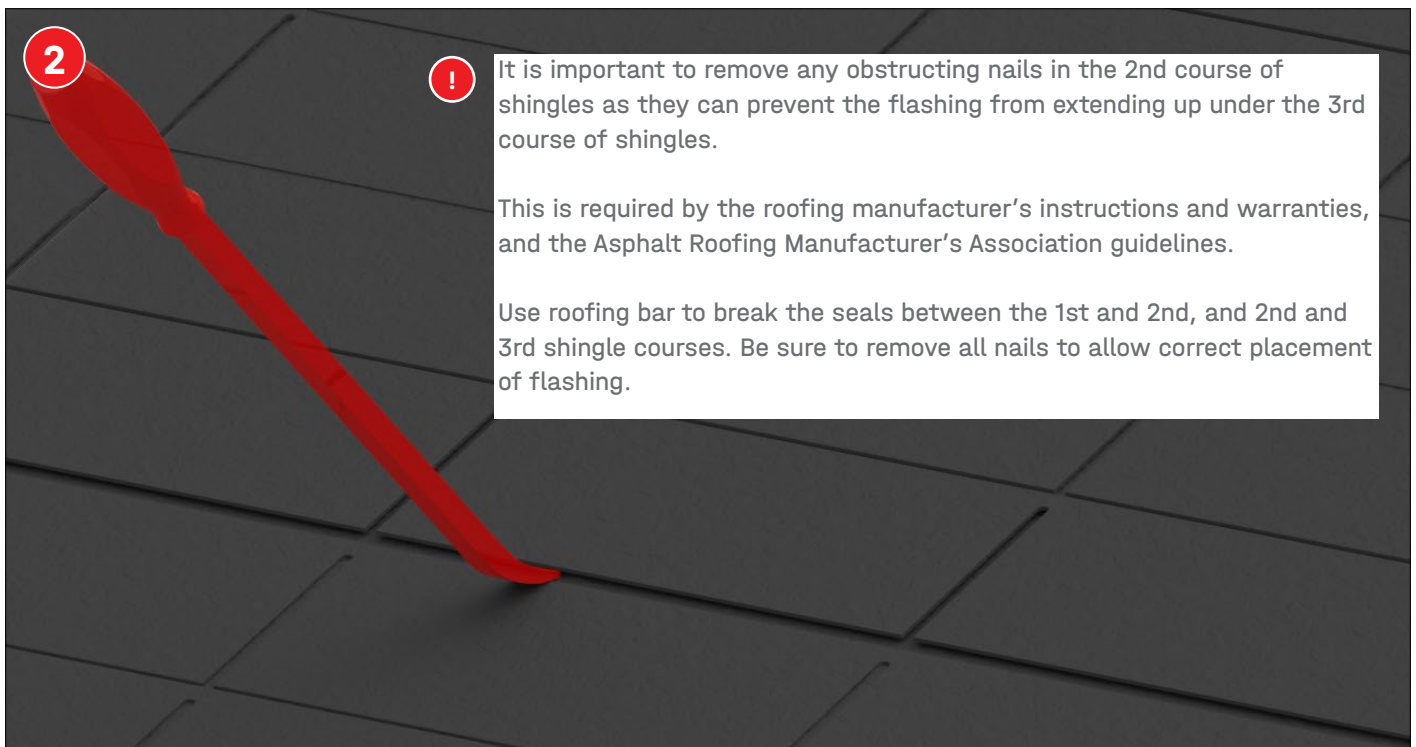 2
!
It is important to remove any obstructing nails in the 2nd course of
shingles as they can prevent the flashing from extending up under the 3rd
course of shingles.
This is required by the roofing manufacturer’s instructions and warranties,
and the Asphalt Roofing Manufacturer’s Association guidelines.
Use roofing bar to break the seals between the 1st and 2nd, and 2nd and
3rd shingle courses. Be sure to remove all nails to allow correct placement
of flashing.